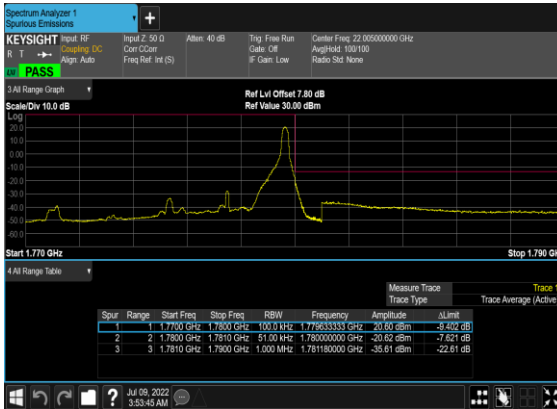 Spectrum Analyzer 1
Spurious Emissions
+
KEYSIGHT Input: RF Input Z: 50 Ω Atten: 40 dB Trig: Free Run Center Freq: 22.005000000 GHz
R T Coupling: DC Corr CCorr Gate: Off Avg|Hold: 100/100
Align: Auto Freq Ref: Int (S) IF Gain: Low Radio Std: None
LXI PASS
3 All Range Graph
Ref Lvl Offset 7.80 dB
Scale/Div 10.0 dB Ref Value 30.00 dBm
Log
20.0
10.0
0.00
-10.0
-20.0
-30.0
-40.0
-50.0
-60.0
Start 1.770 GHz Stop 1.790 GH
4 All Range Table
Measure Trace Trace 1
Trace Type Trace Average (Active
Spur Range Start Freq Stop Freq RBW Frequency Amplitude ΔLimit
1 1 1.7700 GHz 1.7800 GHz 100.0 kHz 1.779633333 GHz 20.60 dBm -9.402 dB
2 2 1.7800 GHz 1.7810 GHz 51.00 kHz 1.780000000 GHz -20.62 dBm -7.621 dB
3 3 1.7810 GHz 1.7900 GHz 1.000 MHz 1.781180000 GHz -35.61 dBm -22.61 dB
? Jul 09, 2022
3:53:45 AM